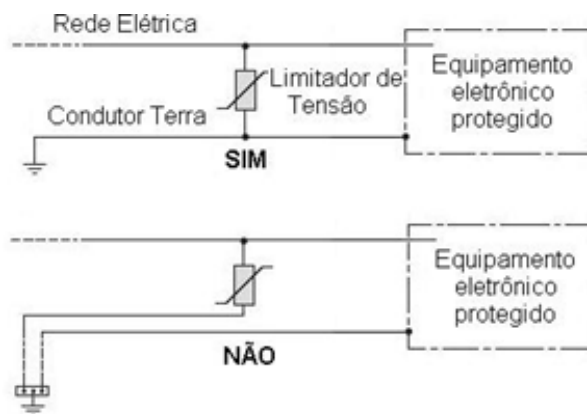 Rede Elétrica
Limitador de
Tensão
Condutor Terra
SIM
Equipamento
eletrônico
protegido
NÃO
Equipamento
eletrônico
protegido